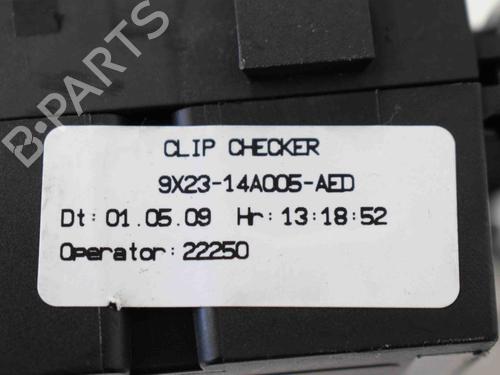 B-PARTS
CLIP CHECKER
9X23-14A005-AED
Dt: 01.05.09 Hr: 13:18:52
Operator: 22250